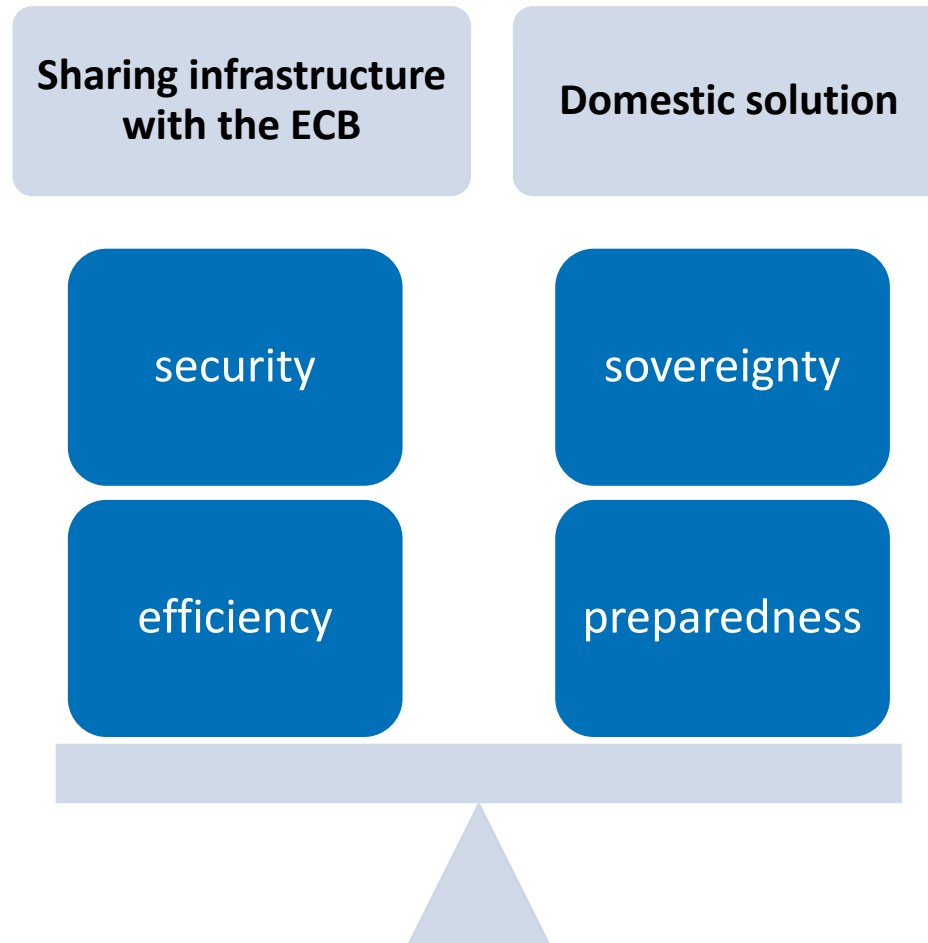 Sharing infrastructure
with the ECB
Domestic solution
security
sovereignty
efficiency
preparedness